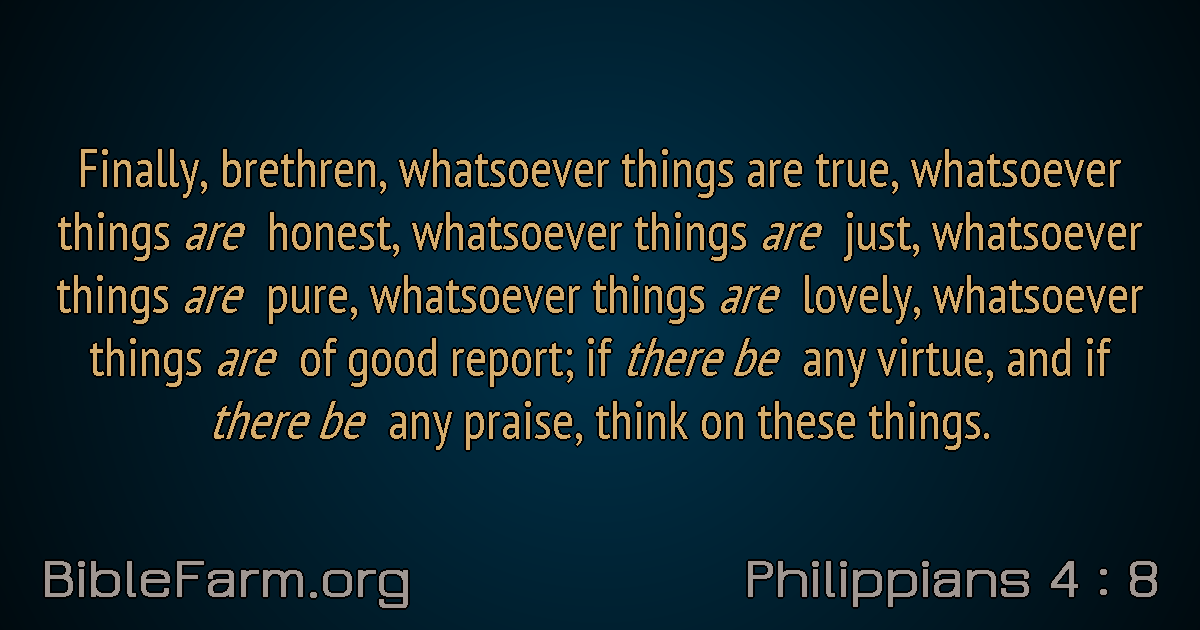 Finally, brethren, whatsoever things are true, whatsoever
things are honest, whatsoever things are just, whatsoever
things are pure, whatsoever things are lovely, whatsoever
things are of good report; if there be any virtue, and if
there be any praise, think on these things.
BibleFarm.org
Philippians 4 : 8